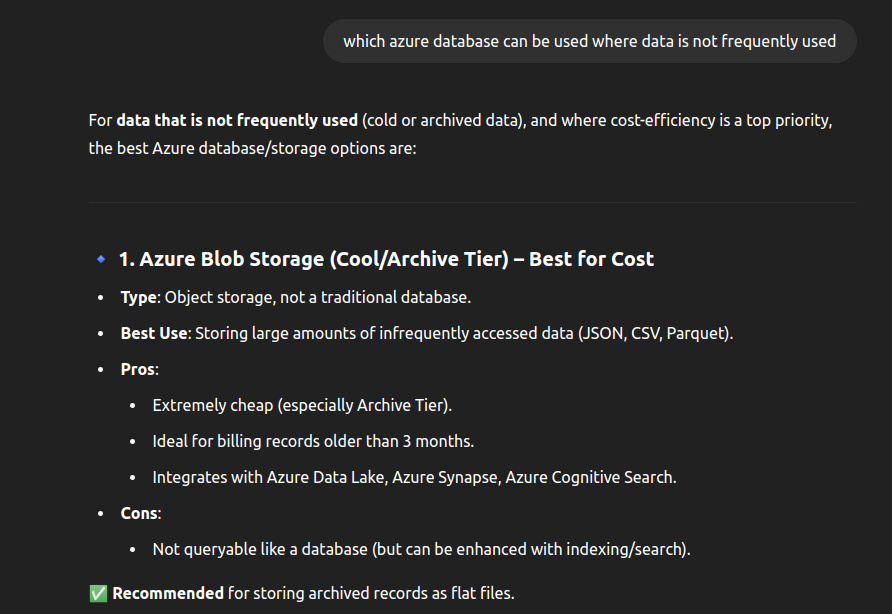 which azure database can be used where data is not frequently used
For data that is not frequently used (cold or archived data), and where cost-efficiency is a top priority,
the best Azure database/storage options are:
1. Azure Blob Storage (Cool/Archive Tier) – Best for Cost
Type: Object storage, not a traditional database.
Best Use: Storing large amounts of infrequently accessed data (JSON, CSV, Parquet).
Pros:
Extremely cheap (especially Archive Tier).
Ideal for billing records older than 3 months.
Integrates with Azure Data Lake, Azure Synapse, Azure Cognitive Search.
Cons:
Not queryable like a database (but can be enhanced with indexing/search).
Recommended for storing archived records as flat files.